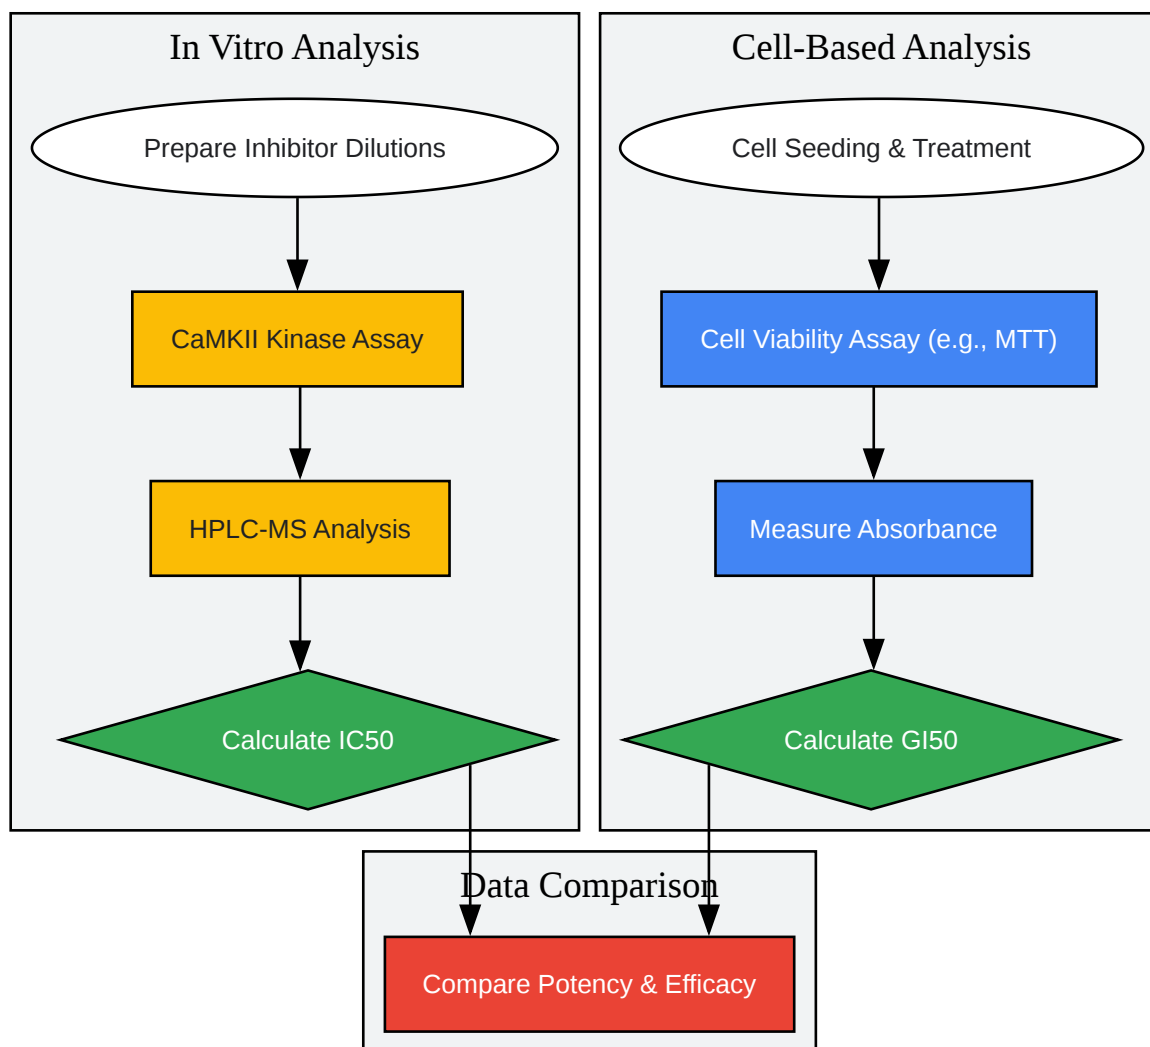 In Vitro Analysis
Prepare Inhibitor Dilutions
CaMKII Kinase Assay
HPLC-MS Analysis
Calculate IC50
Cell-Based Analysis
Cell Seeding & Treatment
Cell Viability Assay (e.g., MTT)
Measure Absorbance
Calculate GI50
Data Comparison
Compare Potency & Efficacy